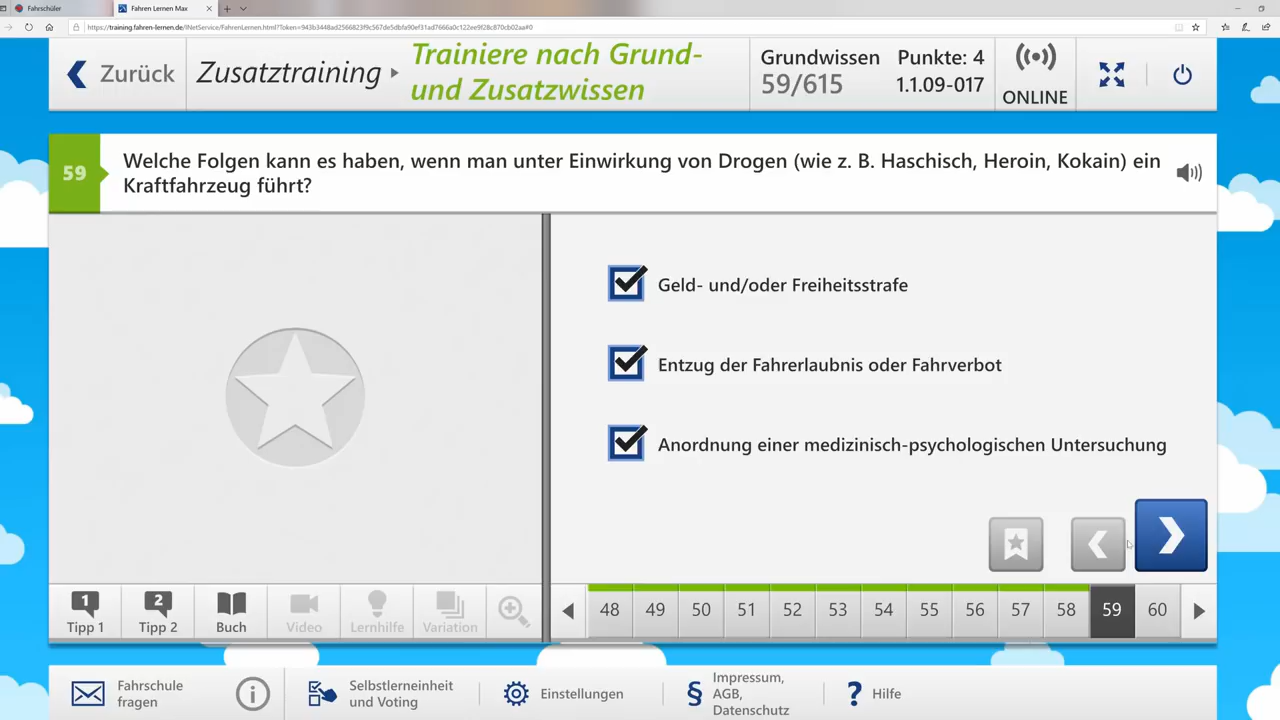 Fahrschüler
Fahren Lernen Max
Zurück
Zusatztraining
Trainiere nach Grund-
und Zusatzwissen
Grundwissen
59/615
Punkte: 4
1.1.09-017
ONLINE
59
Welche Folgen kann es haben, wenn man unter Einwirkung von Drogen (wie z. B. Haschisch, Heroin, Kokain) ein
Kraftfahrzeug führt?
Geld- und/oder Freiheitsstrafe
Entzug der Fahrerlaubnis oder Fahrverbot
Anordnung einer medizinisch-psychologischen Untersuchung
1
Tipp 1
2
Tipp 2
Buch
Video
Lernhilfe
Variation
48 49 50 51 52 53 54 55 56 57 58 59 60
Fahrschule
fragen
Selbstlerneinheit
und Voting
Einstellungen
§
Impressum,
AGB,
Datenschutz
?
Hilfe